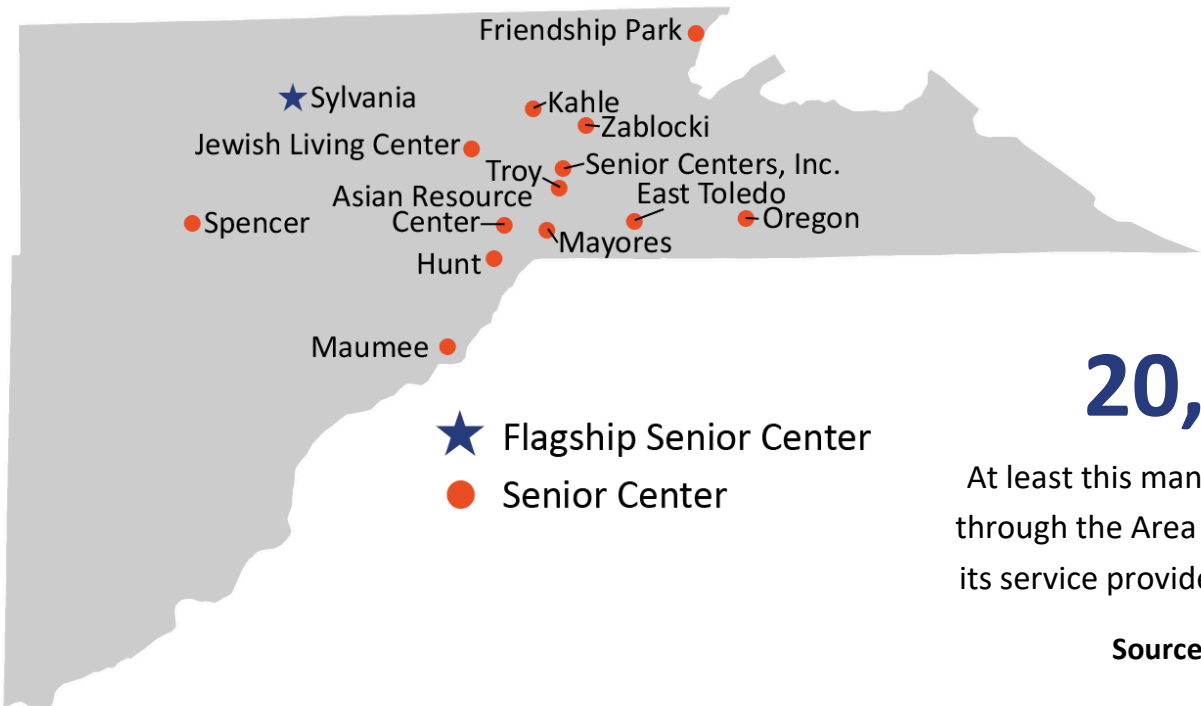 Friendship Park
Sylvania
Kahle
Zablocki
Jewish Living Center
Senior Centers, Inc.
Troy
Asian Resource
Center
East Toledo
Spencer
Oregon
Mayores
Hunt
Maumee
20,
Flagship Senior Center
At least this man
Senior Center
through the Area
its service provid
Source